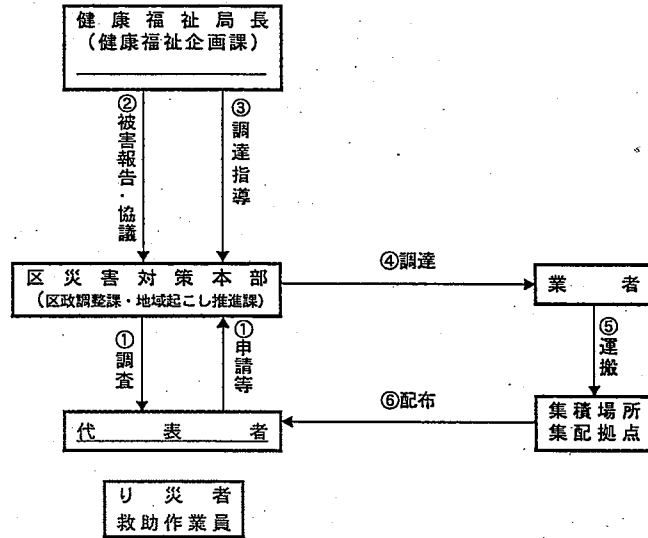 健康福祉局長
(健康福祉企画課)
②被害報告・協議
③調達指導
区災害対策本部
(区政調整課・地域起こし推進課)
④調達
業者
①調査
①申請等
⑤運搬
⑥配布
代表者
集積場所
集配拠点
り災者
救助作業員